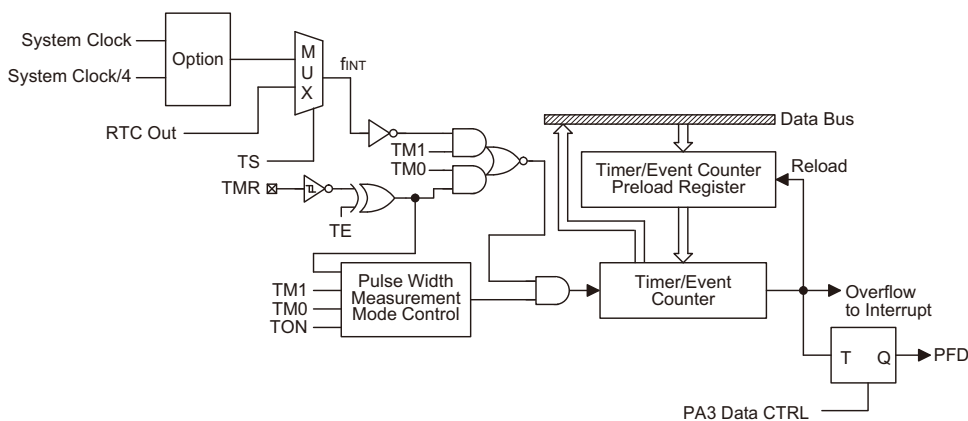 System Clock
System Clock/4
Option
M
U
X
fINT
RTC Out
TS
TM1
TM0
TMR
TE
Data Bus
Timer/Event Counter
Preload Register
Reload
TM1
TM0
TON
Pulse Width
Measurement
Mode Control
Timer/Event
Counter
Overflow
to Interrupt
T
Q
PFD
PA3 Data CTRL